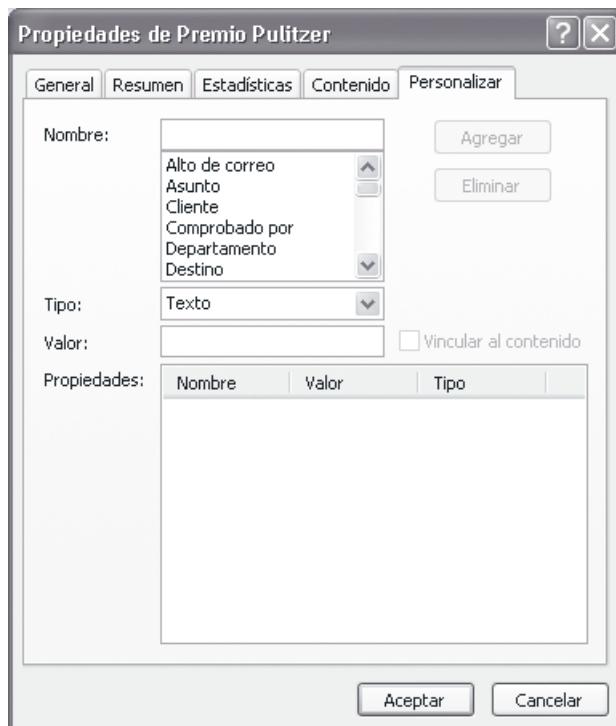 Propiedades de Premio Pulitzer
General Resumen Estadísticas Contenido Personalizar
Nombre:
Agregar
Alto de correo
Asunto
Cliente
Comprobado por
Departamento
Destino
Eliminar
Tipo: Texto
Valor: Vincular al contenido
Propiedades: Nombre Valor Tipo
Aceptar Cancelar